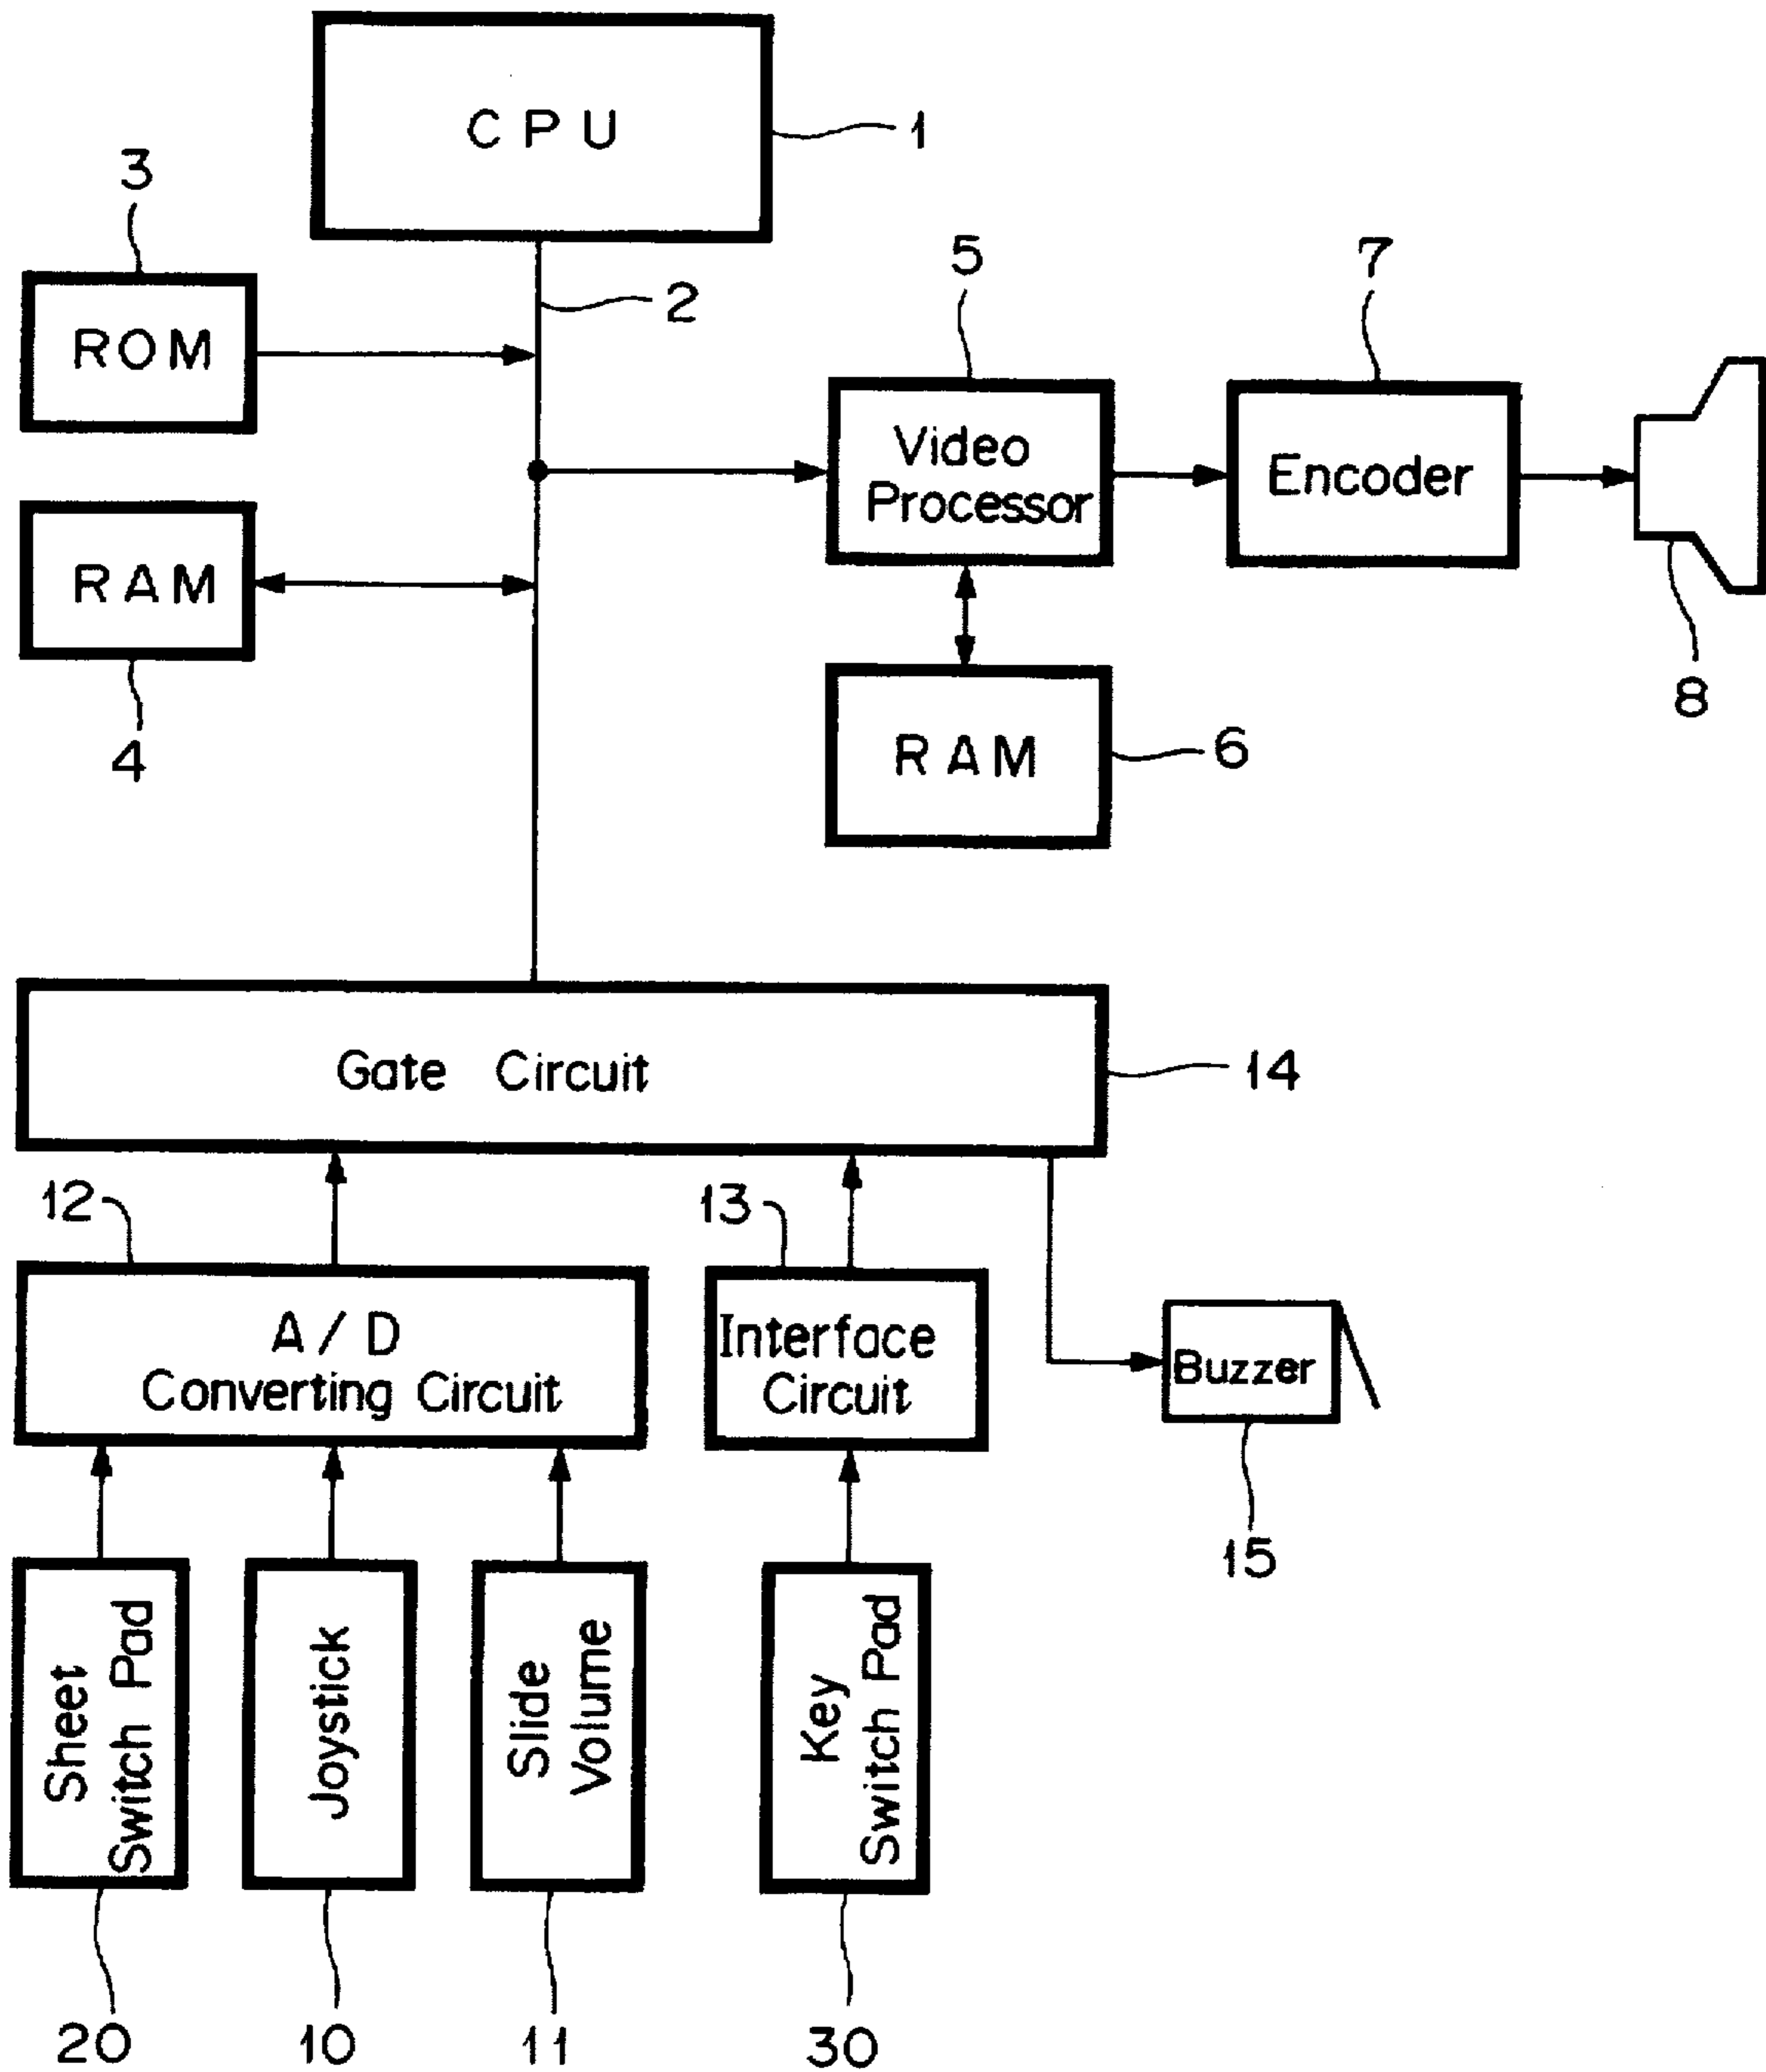 CPU
1
3
2
5
7
ROM
Video
Processor
Encoder
RAM
8
4
RAM
6
Gate Circuit
14
12
13
A/D
Converting Circuit
Interface
Circuit
Buzzer
15
Sheet
Switch Pad
Joystick
Slide
Volume
Key
Switch Pad
20
10
11
30